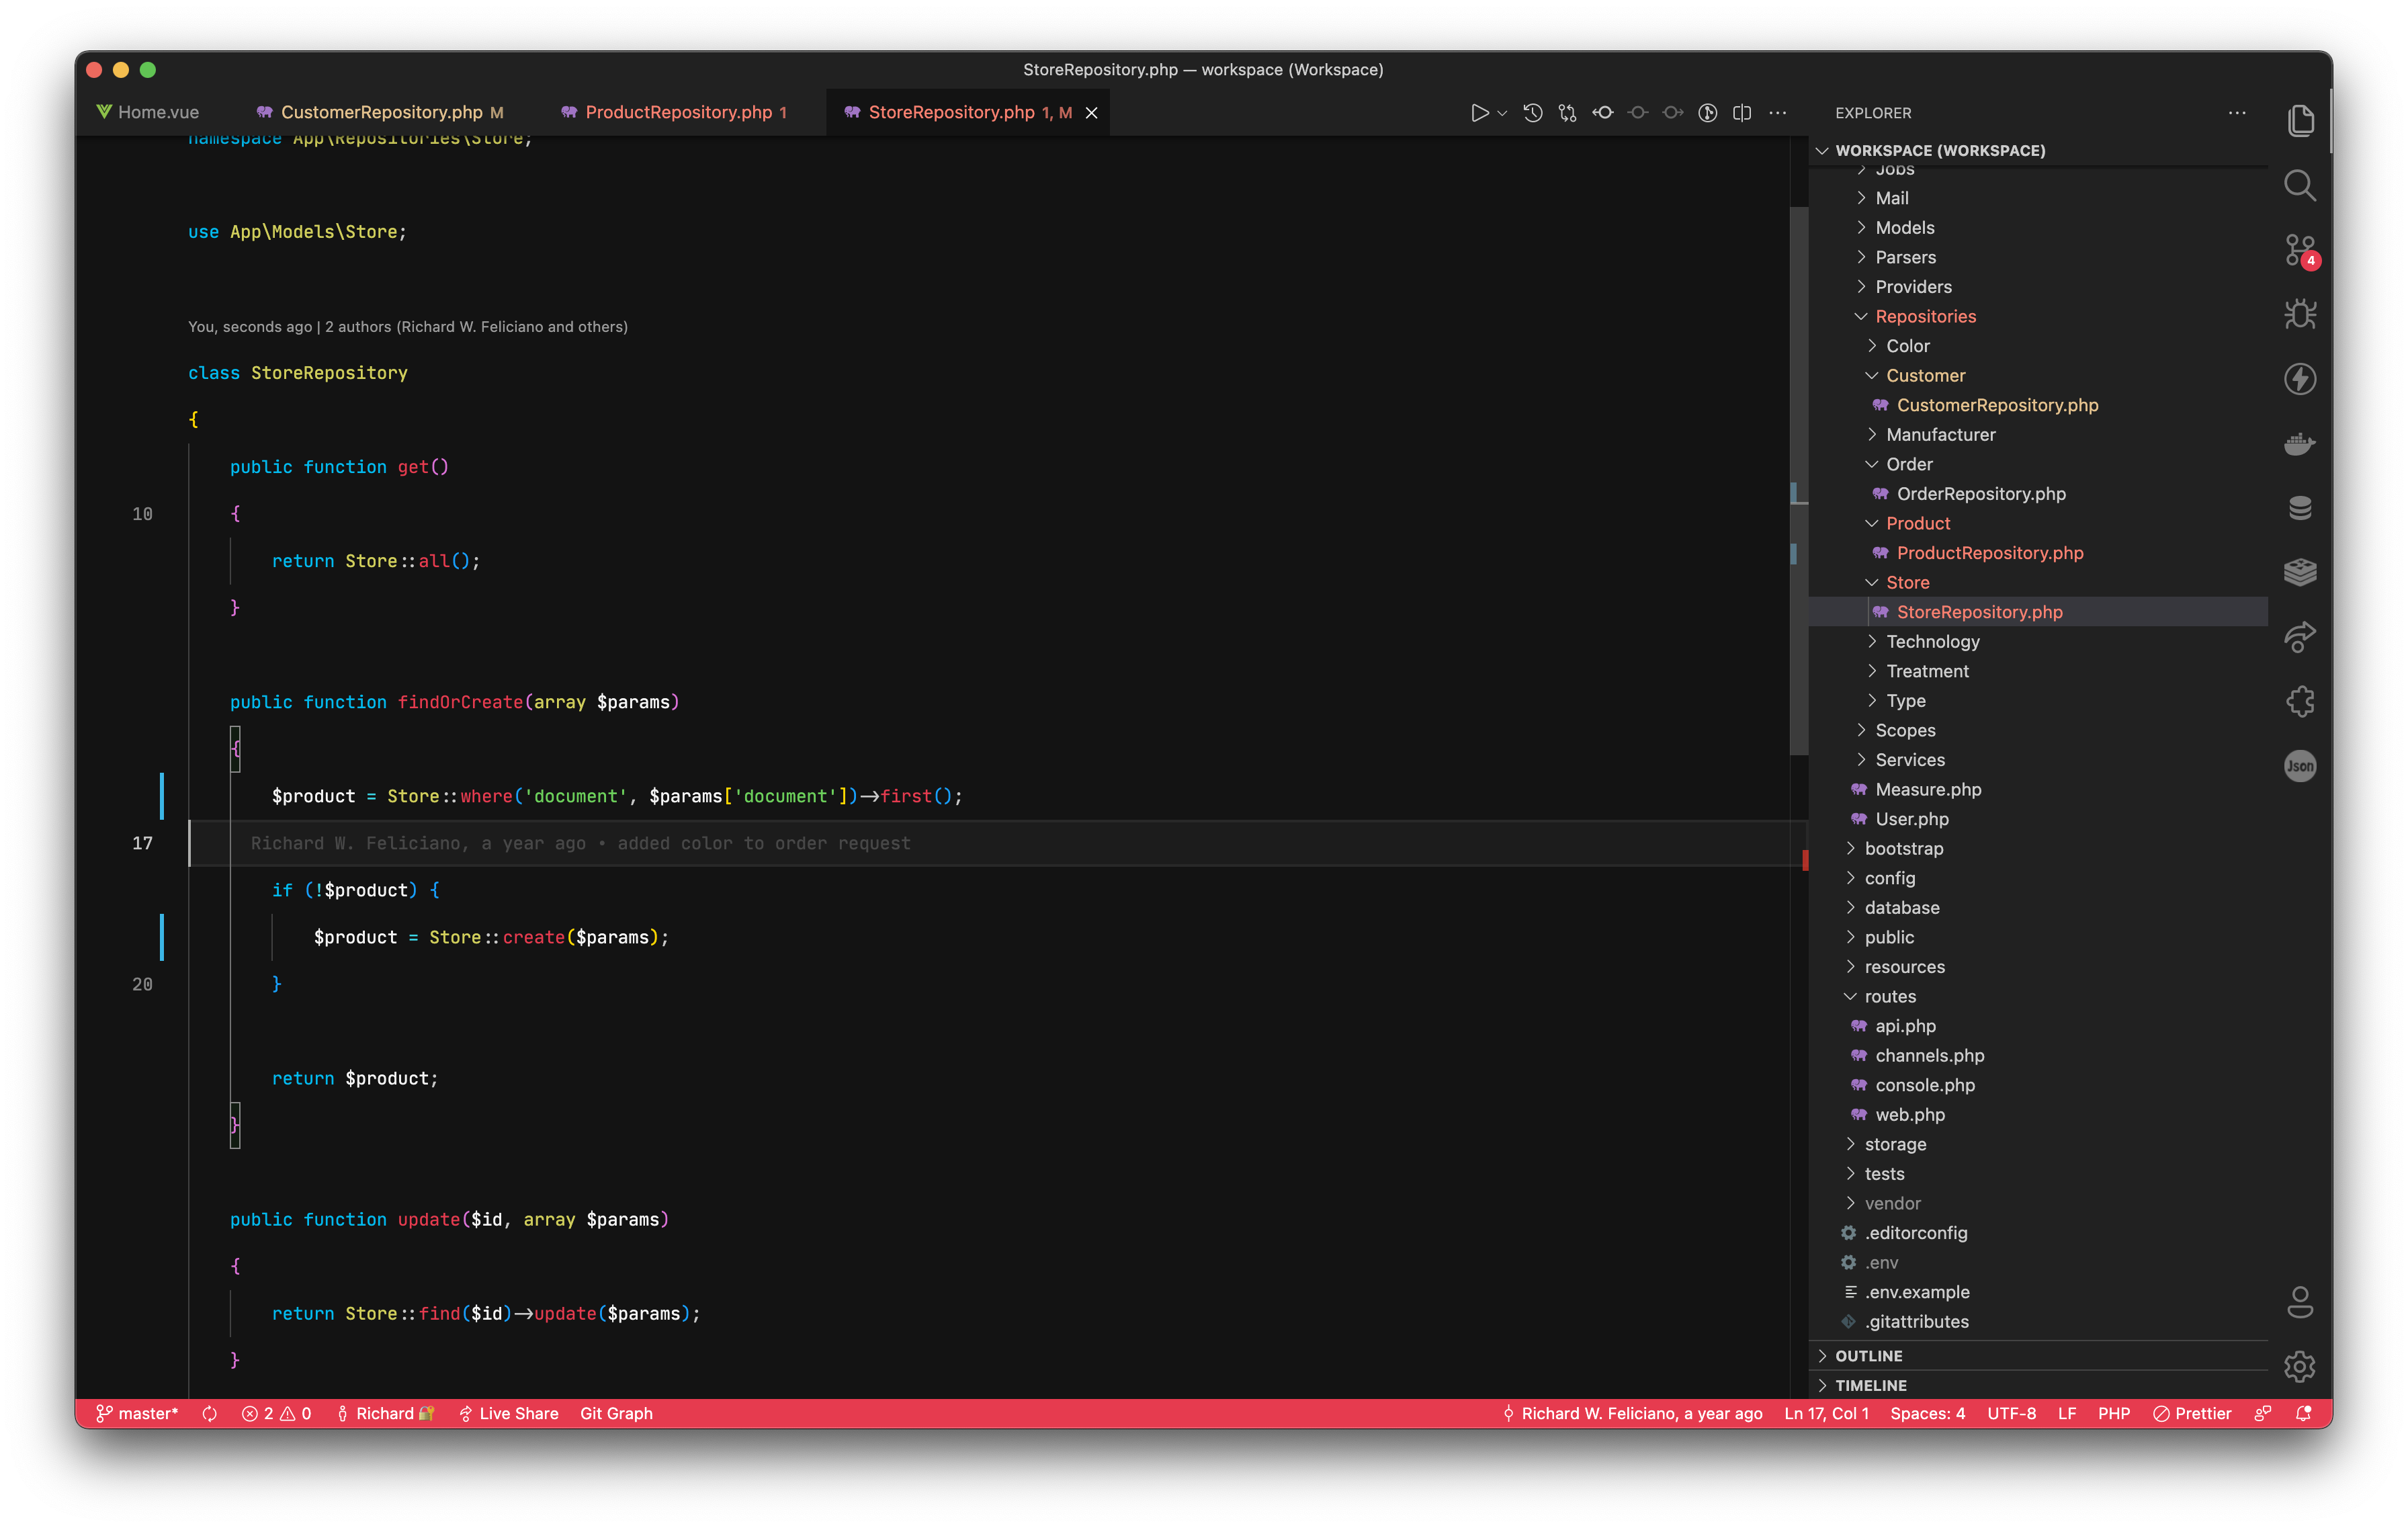 StoreRepository.php — workspace (Workspace)
Home.vue
CustomerRepository.php M
ProductRepository.php 1
StoreRepository.php 1, M
namespace App\Repositories\Store;
use App\Models\Store;
You, seconds ago | 2 authors (Richard W. Feliciano and others)
class StoreRepository
{
public function get()
10 {
return Store::all();
}
public function findOrCreate(array $params)
{
$product = Store::where('document', $params['document'])->first();
17 Richard W. Feliciano, a year ago • added color to order request
if (!$product) {
$product = Store::create($params);
20 }
return $product;
}
public function update($id, array $params)
{
return Store::find($id)->update($params);
}
EXPLORER
WORKSPACE (WORKSPACE)
Jobs
Mail
Models
Parsers
Providers
Repositories
Color
Customer
CustomerRepository.php
Manufacturer
Order
OrderRepository.php
Product
ProductRepository.php
Store
StoreRepository.php
Technology
Treatment
Type
Scopes
Services
Measure.php
User.php
bootstrap
config
database
public
resources
routes
api.php
channels.php
console.php
web.php
storage
tests
vendor
.editorconfig
.env
.env.example
.gitattributes
OUTLINE
TIMELINE
4
Json
master* 2 0 Richard Live Share Git Graph Richard W. Feliciano, a year ago Ln 17, Col 1 Spaces: 4 UTF-8 LF PHP Prettier